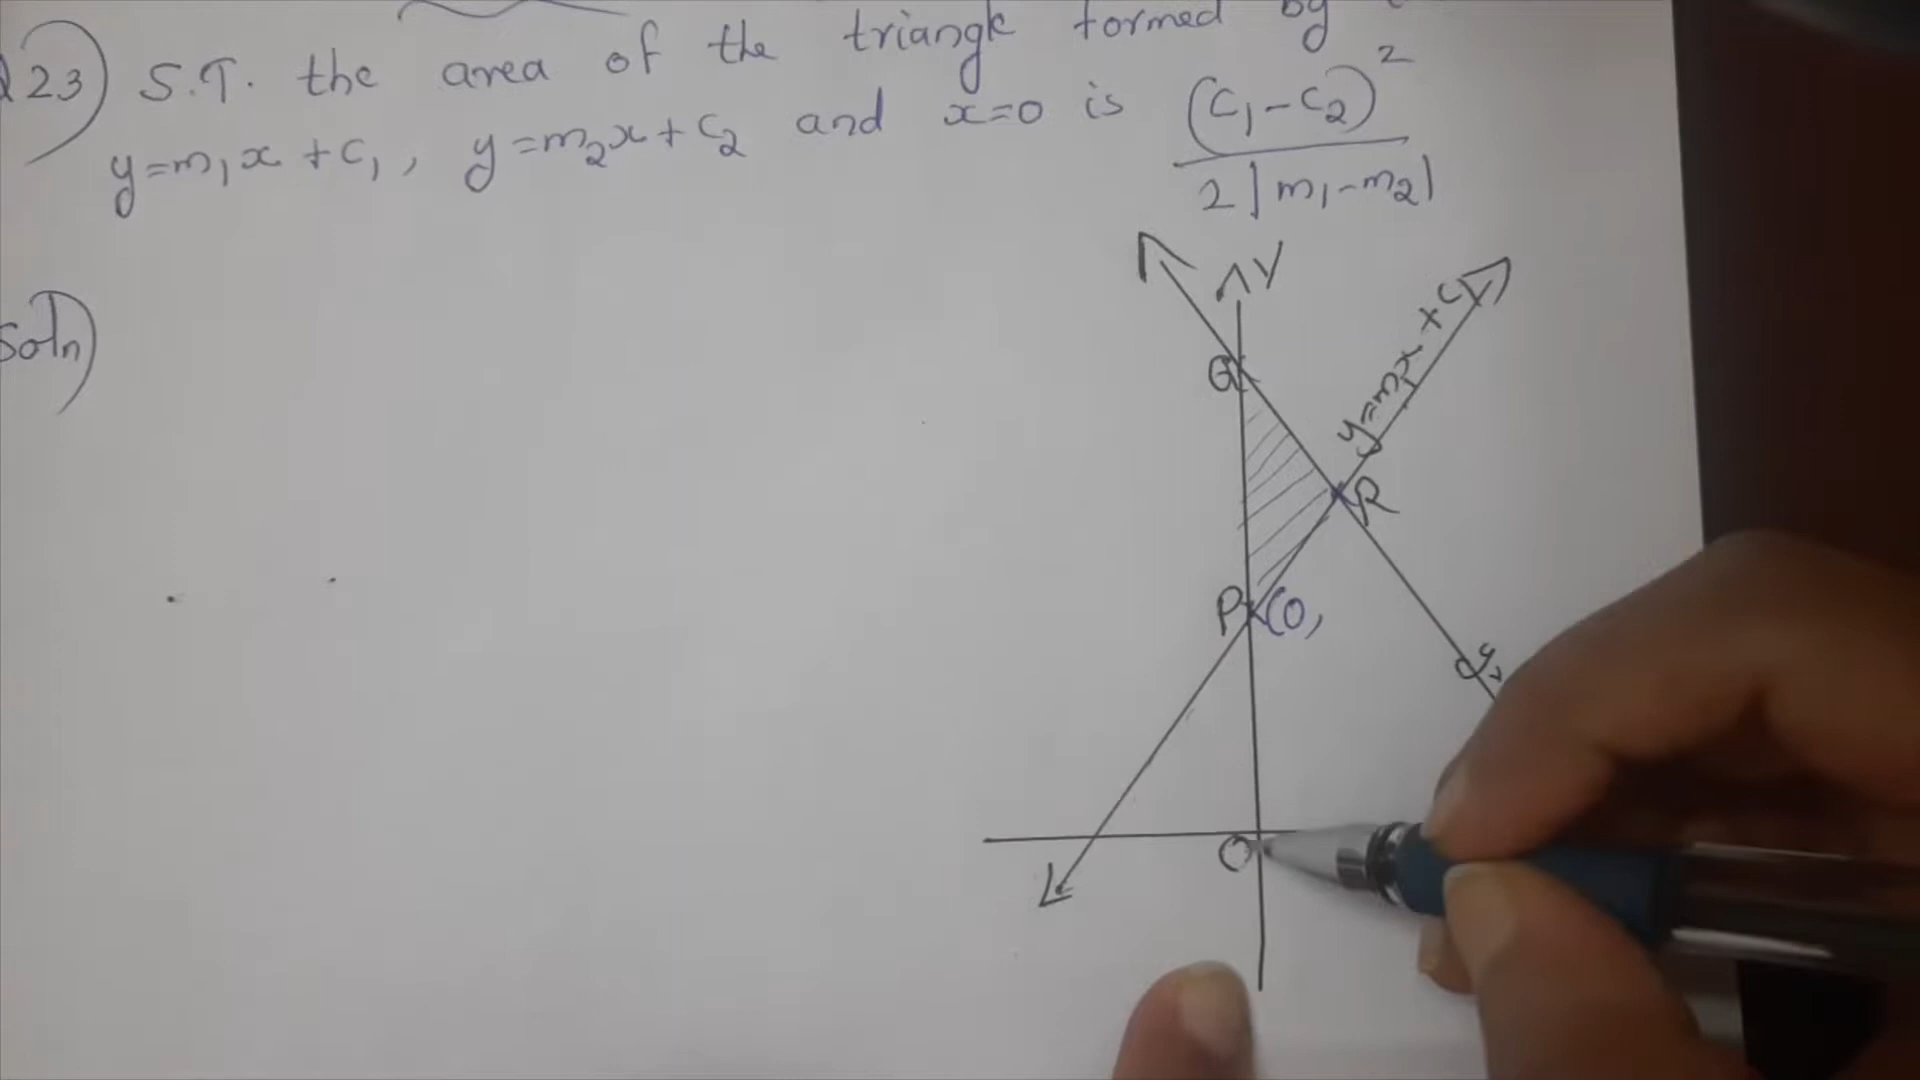 23) S.T. the area of the triangle formed by
y=m₁x + c₁, y=m₂x + c₂ and x=0 is (c₁-c₂)² / 2|m₁-m₂|
Soln)
Y
Q
y=m₁x + c₁
R
P (0,
O